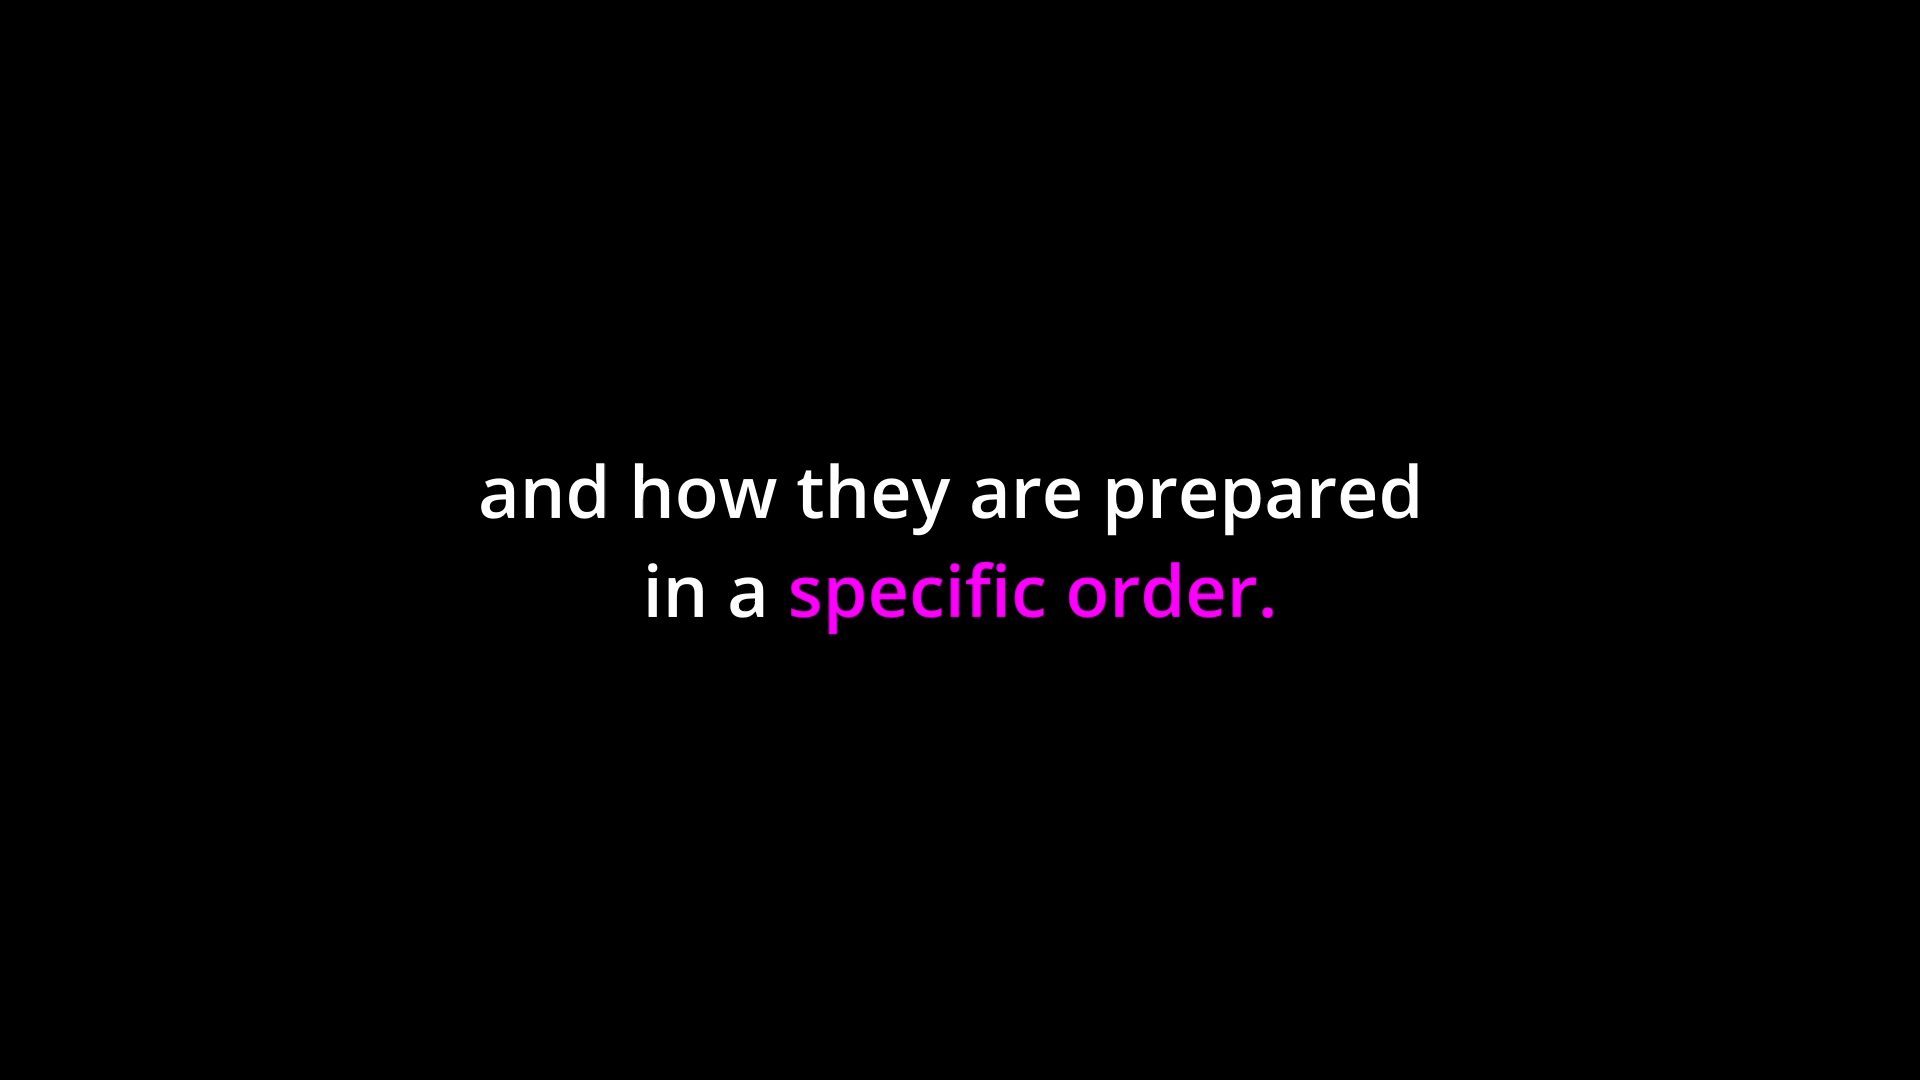 and how they are prepared
in a specific order.